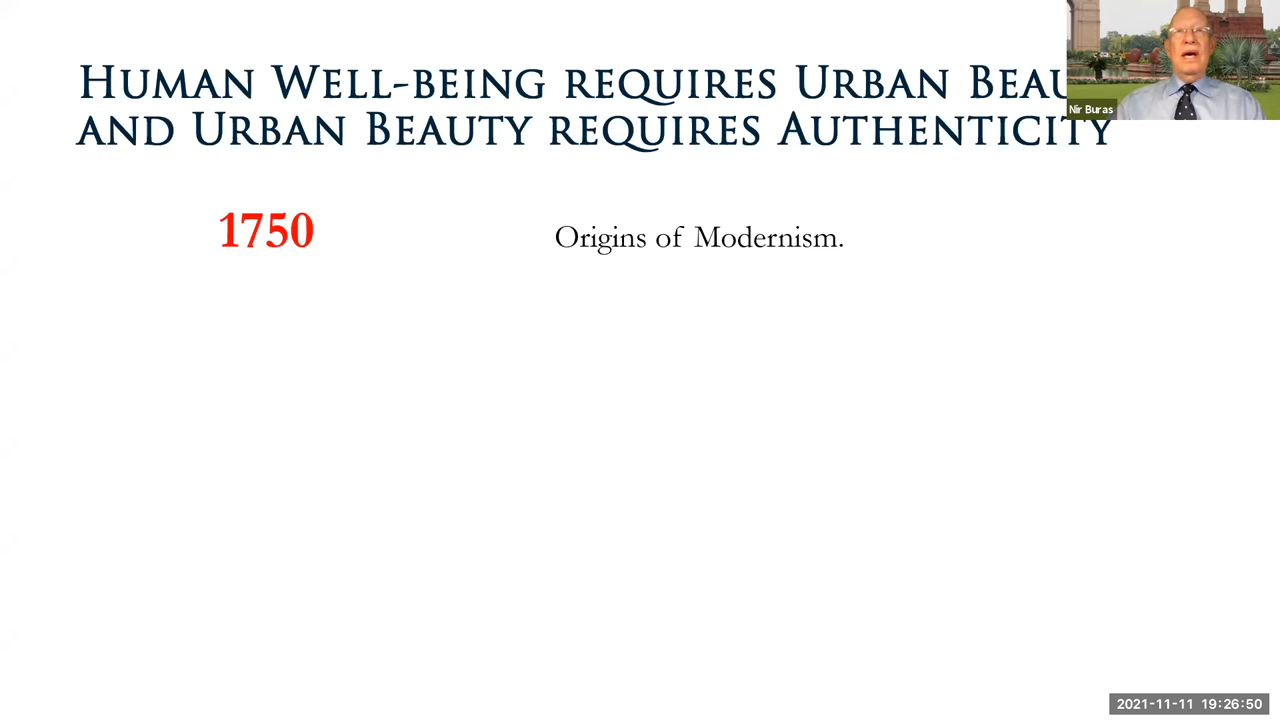 HUMAN WELL-BEING REQUIRES URBAN BEAU
AND URBAN BEAUTY REQUIRES AUTHENTICITY
Nir Buras
1750 Origins of Modernism.
2021-11-11 19:26:50